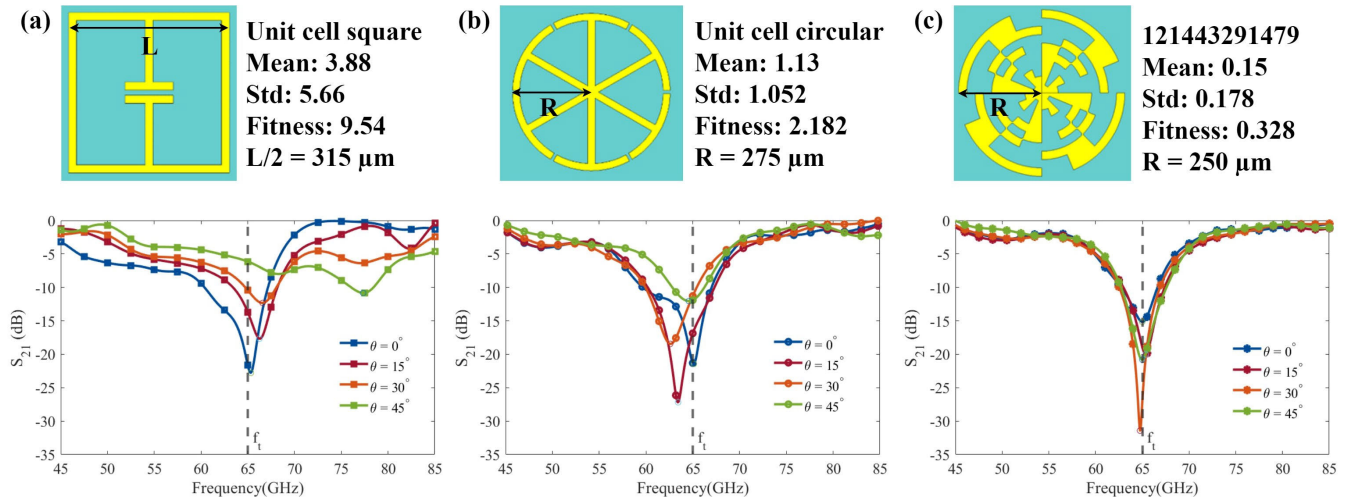 (a)
L
Unit cell square
Mean: 3.88
Std: 5.66
Fitness: 9.54
L/2 = 315 μm
(b)
R
Unit cell circular
Mean: 1.13
Std: 1.052
Fitness: 2.182
R = 275 μm
(c)
R
121443291479
Mean: 0.15
Std: 0.178
Fitness: 0.328
R = 250 μm
S21 (dB)
0
-5
-10
-15
-20
-25
-30
-35
θ = 0°
θ = 15°
θ = 30°
θ = 45°
ft
45 50 55 60 65 70 75 80 85
Frequency(GHz)
S21 (dB)
0
-5
-10
-15
-20
-25
-30
-35
θ = 0°
θ = 15°
θ = 30°
θ = 45°
ft
45 50 55 60 65 70 75 80 85
Frequency(GHz)
S21 (dB)
0
-5
-10
-15
-20
-25
-30
-35
θ = 0°
θ = 15°
θ = 30°
θ = 45°
ft
45 50 55 60 65 70 75 80 85
Frequency(GHz)